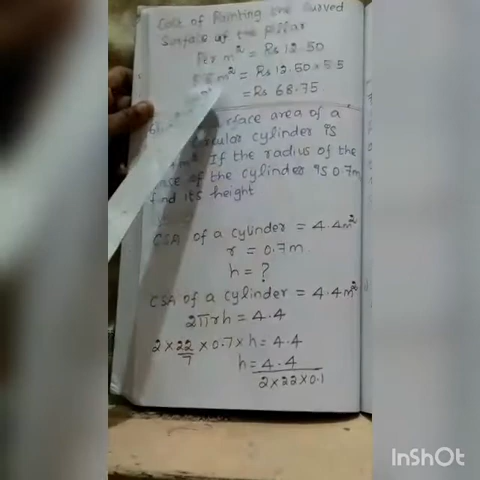 Cost of Painting the Curved
Surface of the Pillar
Per m² = Rs 12.50
5.5 m² = Rs 12.50 × 5.5
= Rs 68.75
face area of a
cular cylinder is
m². If the radius of the
of the cylinder is 0.7m
find its height
CSA of a cylinder = 4.4m²
r = 0.7m
h = ?
CSA of a cylinder = 4.4m²
2πrh = 4.4
2 × 22/7 × 0.7 × h = 4.4
h = 4.4 / 2×22×0.1
InShOt